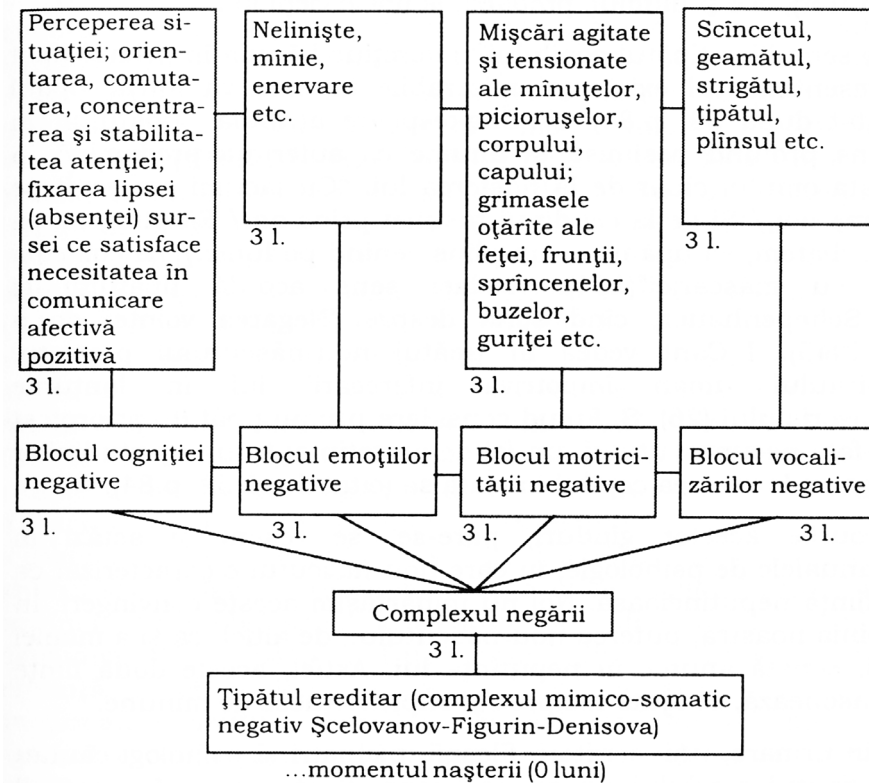 Perceperea si-
tuaţiei; orien-
tarea, comuta-
rea, concentra-
rea şi stabilita-
tea atenţiei;
fixarea lipsei
(absenţei) sur-
sei ce satisface
necesitatea în
comunicare
afectivă
pozitivă
3 l.
Nelinişte,
mînie,
enervare
etc.
3 l.
Mişcări agitate
şi tensionate
ale mînuţelor,
picioruşelor,
corpului,
capului;
grimasele
oţărîte ale
feţei, frunţii,
sprîncenelor,
buzelor,
guriţei etc.
3 l.
Scîncetul,
geamătul,
strigătul,
ţipătul,
plînsul etc.
3 l.
Blocul cogniţiei
negative
3 l.
Blocul emoţiilor
negative
3 l.
Blocul motrici-
tăţii negative
3 l.
Blocul vocali-
zărilor negative
3 l.
Complexul negării
3 l.
Ţipătul ereditar (complexul mimico-somatic
negativ Şcelovanov-Figurin-Denisova)
...momentul naşterii (0 luni)